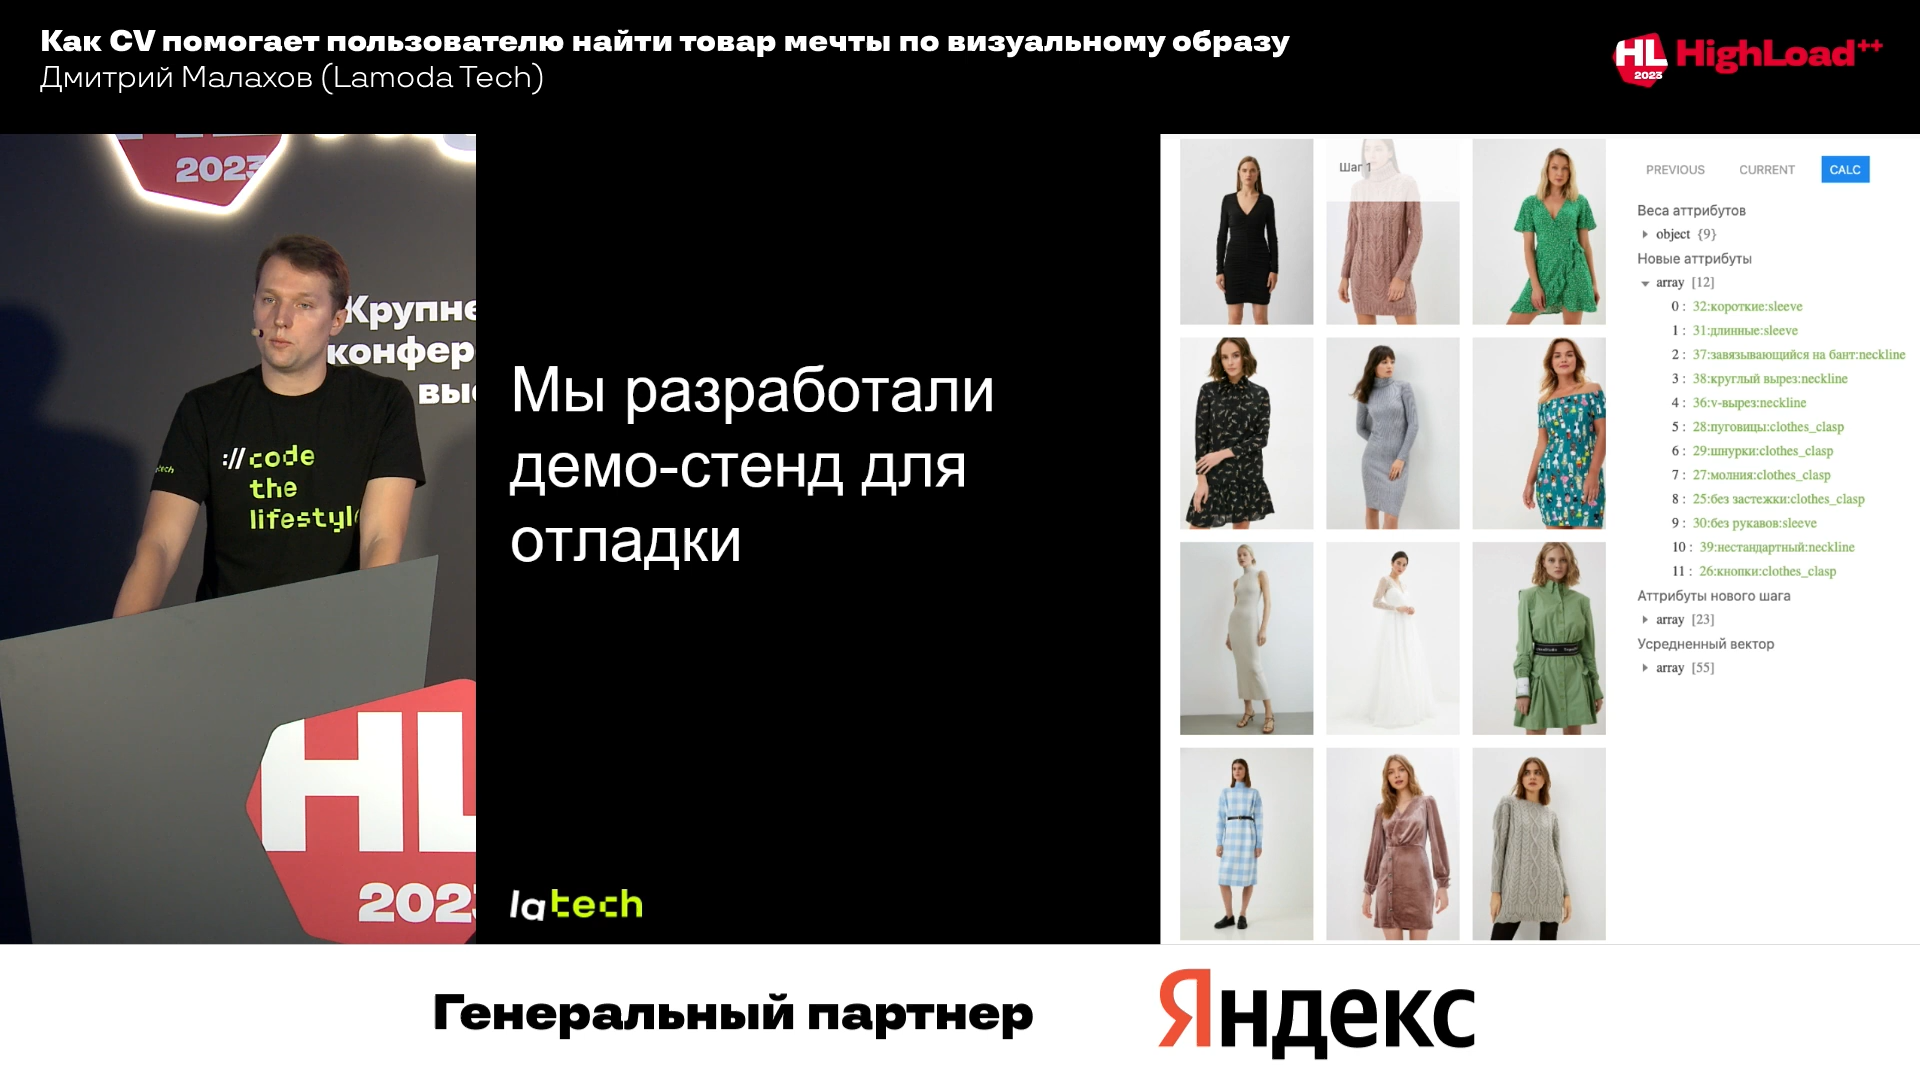 Как CV помогает пользователю найти товар мечты по визуальному образу
Дмитрий Малахов (Lamoda Tech)
HL
2023
HighLoad++
2023
Крупне
конфер
выс
://code
the
lifestyle
HL
2023
Мы разработали
демо-стенд для
отладки
latech
Шаг 1
PREVIOUS CURRENT CALC
Веса аттрибутов
object {9}
Новые аттрибуты
array [12]
0 : 32:короткие:sleeve
1 : 31:длинные:sleeve
2 : 37:завязывающийся на бант:neckline
3 : 38:круглый вырез:neckline
4 : 36:v-вырез:neckline
5 : 28:пуговицы:clothes_clasp
6 : 29:шнурки:clothes_clasp
7 : 27:молния:clothes_clasp
8 : 25:без застежки:clothes_clasp
9 : 30:без рукавов:sleeve
10 : 39:нестандартный:neckline
11 : 26:кнопки:clothes_clasp
Аттрибуты нового шага
array [23]
Усредненный вектор
array [55]
Генеральный партнер
Яндекс